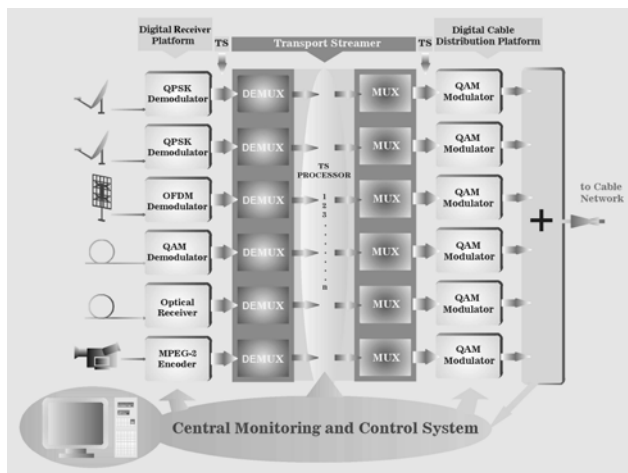 Digital Receiver
Platform
TS
Transport Streamer
TS
Digital Cable
Distribution Platform
QPSK
Demodulator
DEMUX
MUX
QAM
Modulator
QPSK
Demodulator
DEMUX
MUX
QAM
Modulator
TS
PROCESSOR
1
2
3
.
.
.
.
.
.
n
OFDM
Demodulator
DEMUX
MUX
QAM
Modulator
to Cable
Network
+
QAM
Demodulator
DEMUX
MUX
QAM
Modulator
Optical
Receiver
DEMUX
MUX
QAM
Modulator
MPEG-2
Encoder
DEMUX
MUX
QAM
Modulator
Central Monitoring and Control System